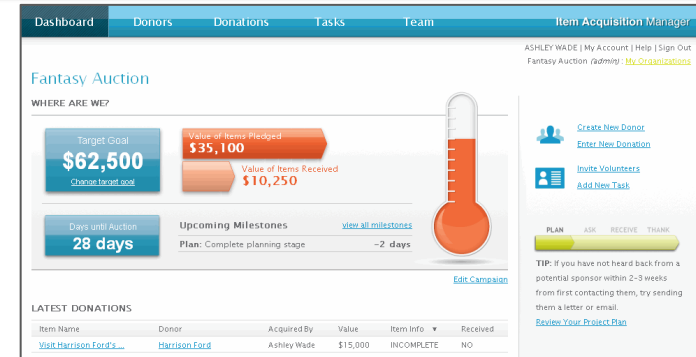 Dashboard Donors Donations Tasks Team Item Acquisition Manager
ASHLEY WADE | My Account | Help | Sign Out
Fantasy Auction (admin) : My Organizations
Fantasy Auction
WHERE ARE WE?
Target Goal
$62,500
Change target goal
Value of Items Pledged
$35,100
Value of Items Received
$10,250
Days until Auction
28 days
Upcoming Milestones view all milestones
Plan: Complete planning stage -2 days
Edit Campaign
Create New Donor
Enter New Donation
Invite Volunteers
Add New Task
PLAN ASK RECEIVE THANK
TIP: If you have not heard back from a
potential sponsor within 2-3 weeks
from first contacting them, try sending
them a letter or email.
Review Your Project Plan
LATEST DONATIONS
Item Name Donor Acquired By Value Item Info ▼ Received
Visit Harrison Ford's ... Harrison Ford Ashley Wade $15,000 INCOMPLETE NO